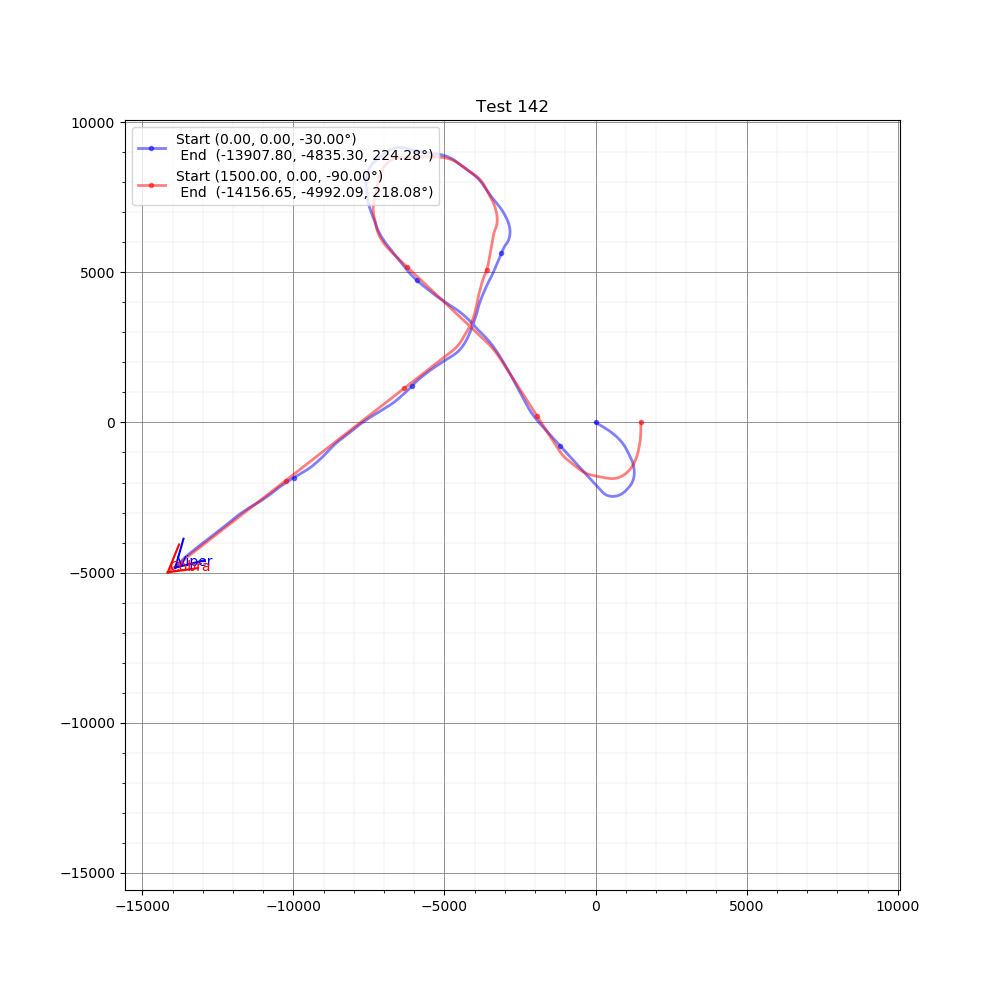 Test 142
Start (0.00, 0.00, -30.00°)
End (-13907.80, -4835.30, 224.28°)
Start (1500.00, 0.00, -90.00°)
End (-14156.65, -4992.09, 218.08°)
10000
5000
0
−5000
−10000
−15000
−15000
−10000
−5000
0
5000
10000